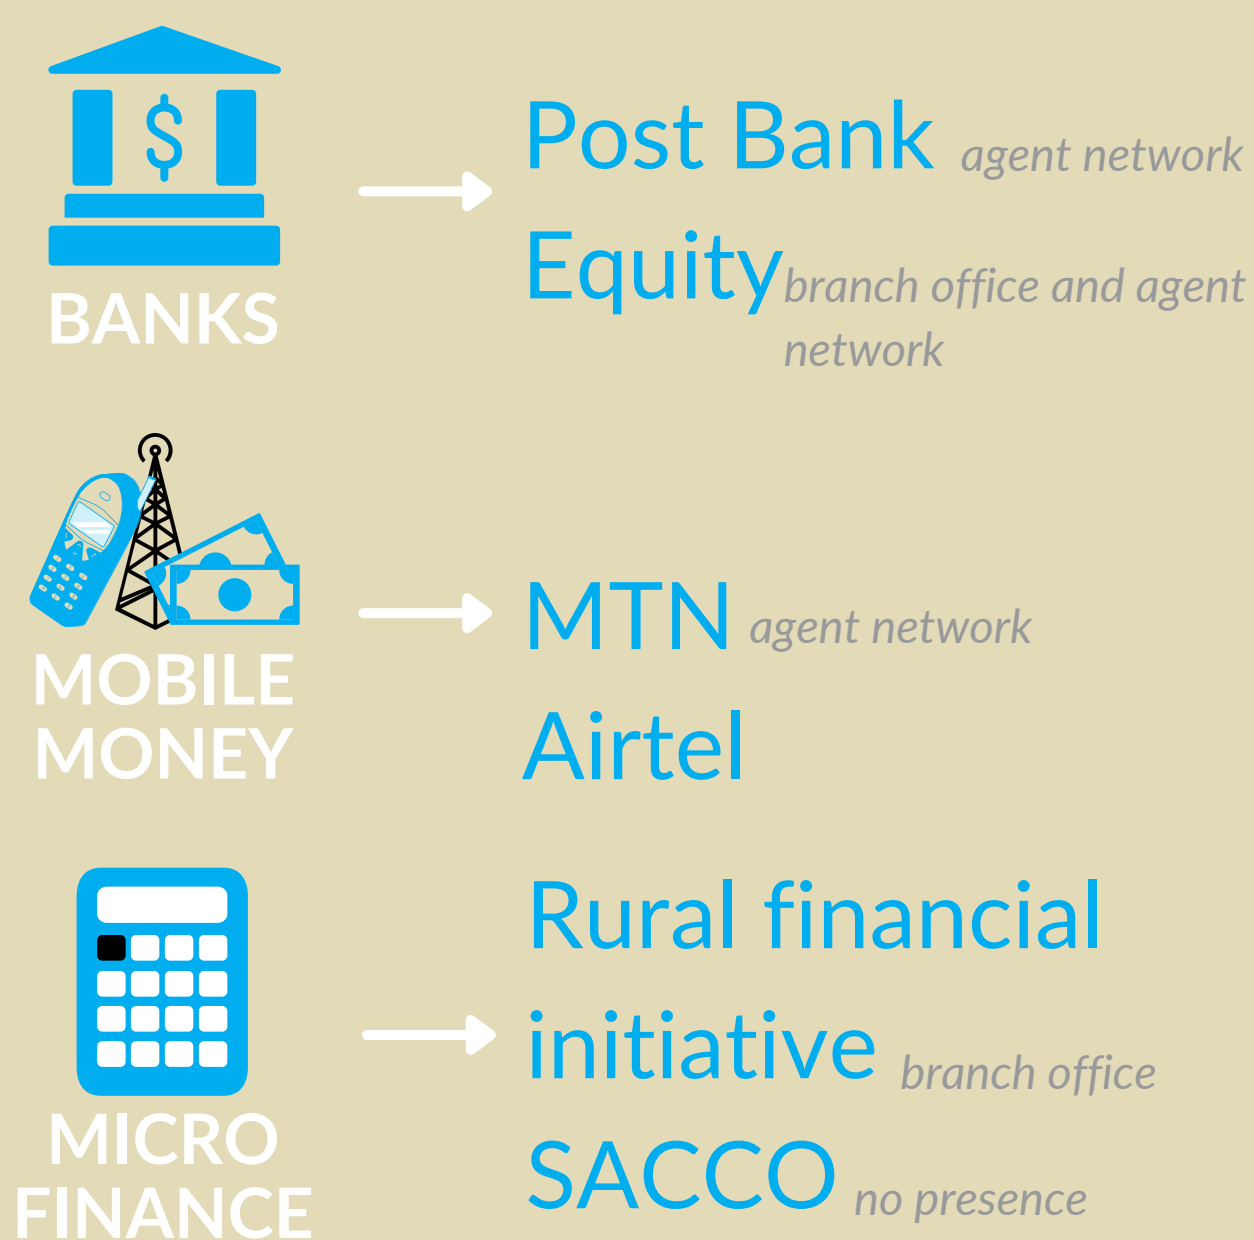 $
BANKS
Post Bank agent network
Equity branch office and agent
network
MOBILE
MONEY
MTN agent network
Airtel
MICRO
FINANCE
Rural financial
initiative branch office
SACCO no presence